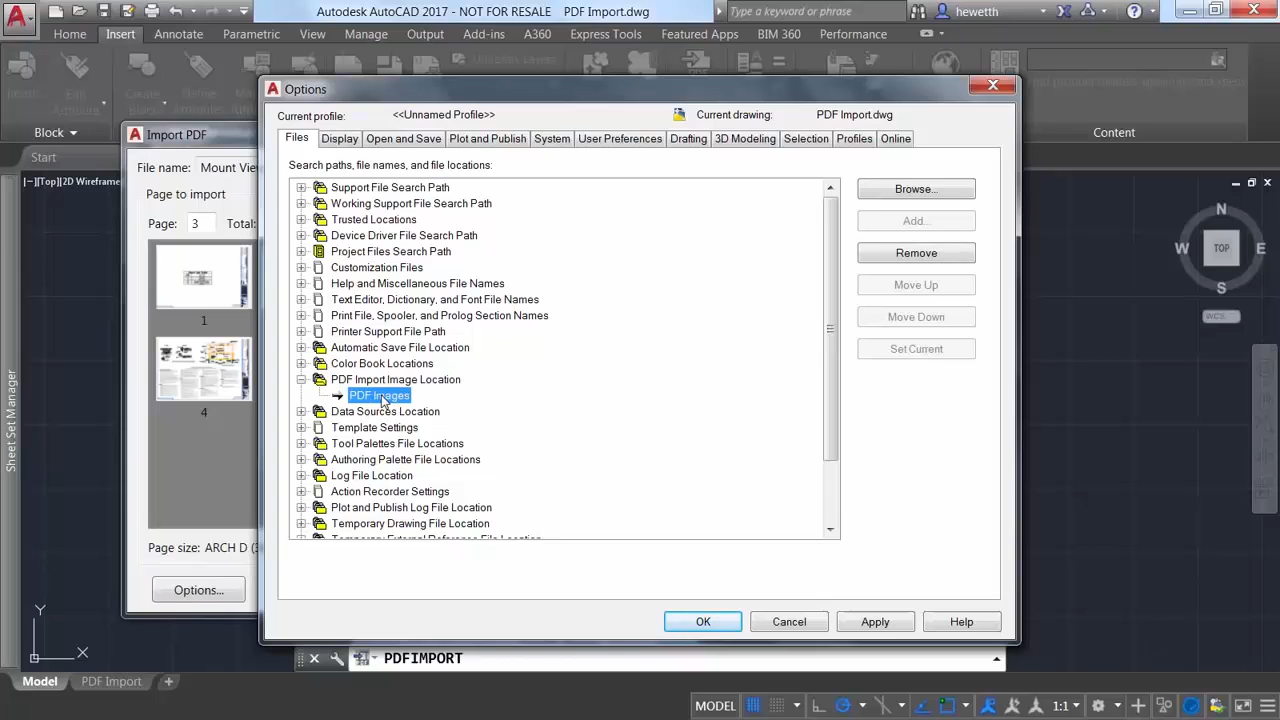 Autodesk AutoCAD 2017 - NOT FOR RESALE PDF Import.dwg
Type a keyword or phrase
hewetth
Home Insert Annotate Parametric View Manage Output Add-ins A360 Express Tools Featured Apps BIM 360 Performance
Block
Content
Start
[−][Top][2D Wireframe
Import PDF
File name: Mount Vie
Page to import
Page: 3 Total:
1
4
Page size: ARCH D (3
Options...
Options
Current profile: <<Unnamed Profile>> Current drawing: PDF Import.dwg
Files Display Open and Save Plot and Publish System User Preferences Drafting 3D Modeling Selection Profiles Online
Search paths, file names, and file locations:
Support File Search Path
Working Support File Search Path
Trusted Locations
Device Driver File Search Path
Project Files Search Path
Customization Files
Help and Miscellaneous File Names
Text Editor, Dictionary, and Font File Names
Print File, Spooler, and Prolog Section Names
Printer Support File Path
Automatic Save File Location
Color Book Locations
PDF Import Image Location
PDF Images
Data Sources Location
Template Settings
Tool Palettes File Locations
Authoring Palette File Locations
Log File Location
Action Recorder Settings
Plot and Publish Log File Location
Temporary Drawing File Location
Temporary External Reference File Location
Browse...
Add...
Remove
Move Up
Move Down
Set Current
OK Cancel Apply Help
N
W TOP E
S
WCS
Sheet Set Manager
Y
X
PDFIMPORT
Model PDF Import
MODEL 1:1